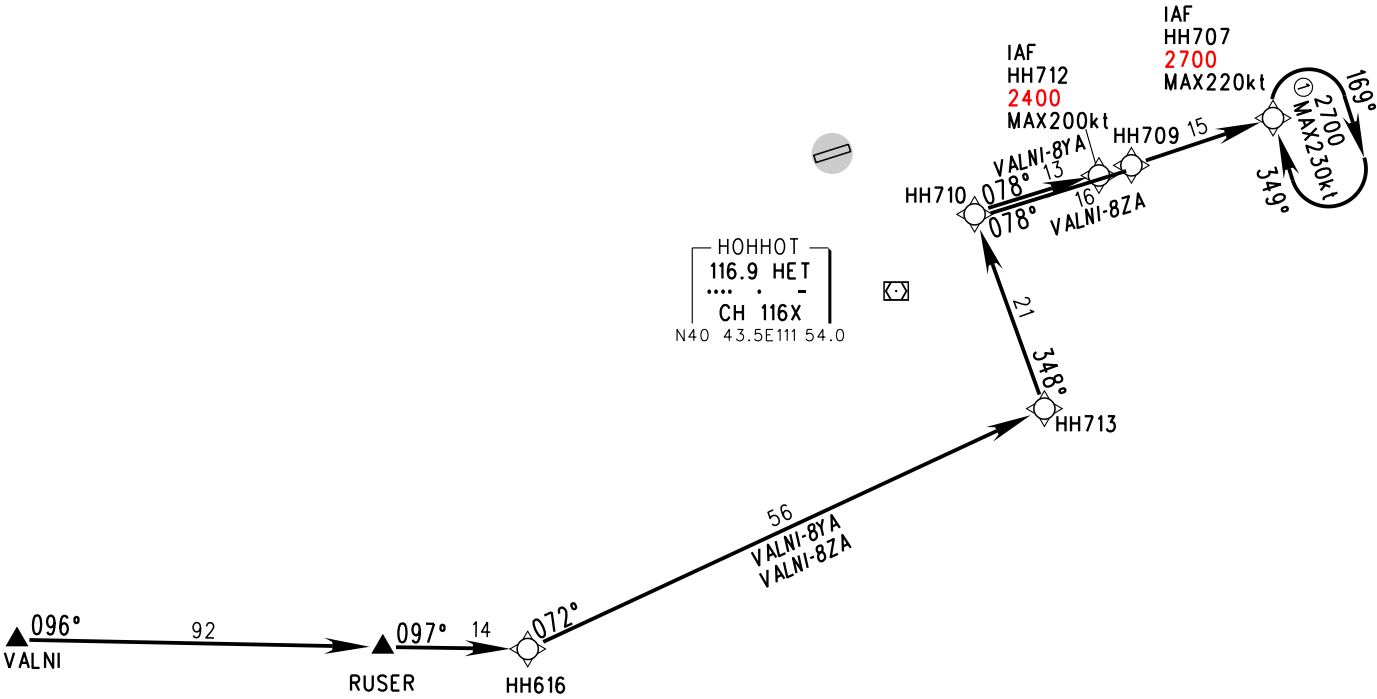 IAF
HH707
2700
MAX220kt
IAF
HH712
2400
MAX200kt
169°
① 2700
MAX230kt
349°
HH709
15
VALNI-8YA
13
078°
HH710
16
078°
VALNI-8ZA
HOHHOT
116.9 HET
.... . -
CH 116X
N40 43.5E111 54.0
21
348°
HH713
56
VALNI-8YA
VALNI-8ZA
072°
096°
92
097°
14
VALNI
RUSER
HH616